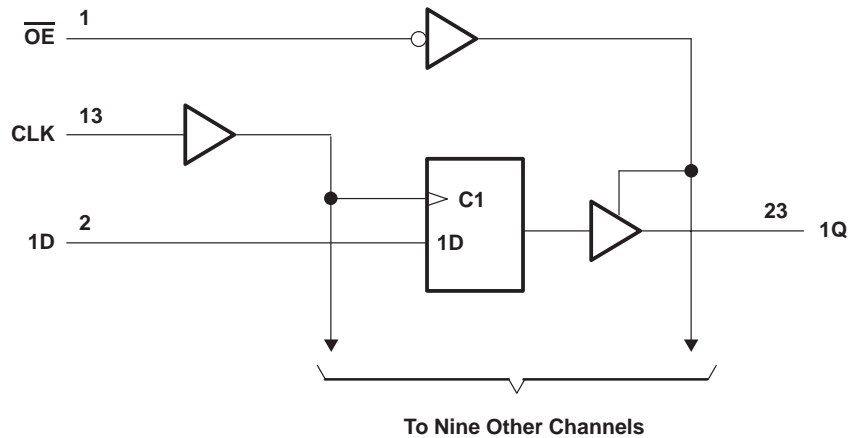 OE
1
CLK
13
C1
1D
2
1D
23
1Q
To Nine Other Channels